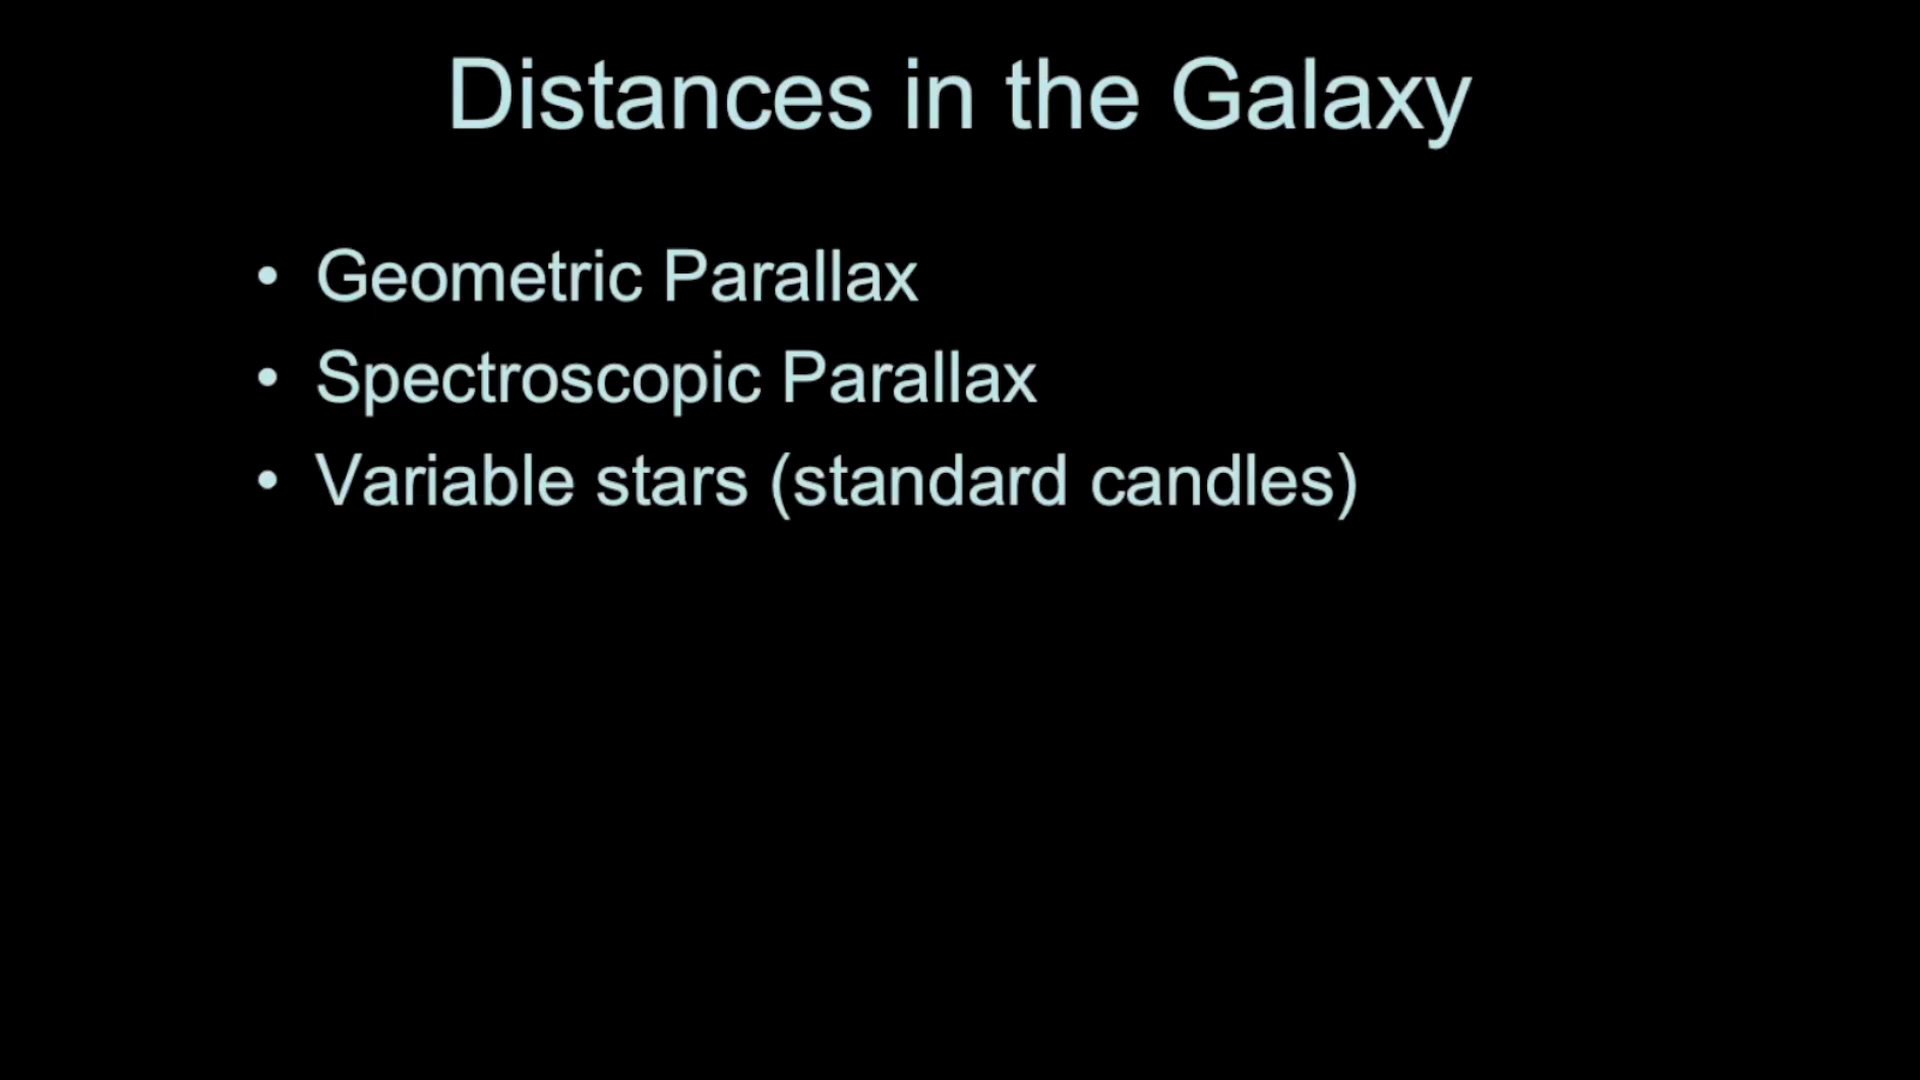 Distances in the Galaxy
• Geometric Parallax
• Spectroscopic Parallax
• Variable stars (standard candles)